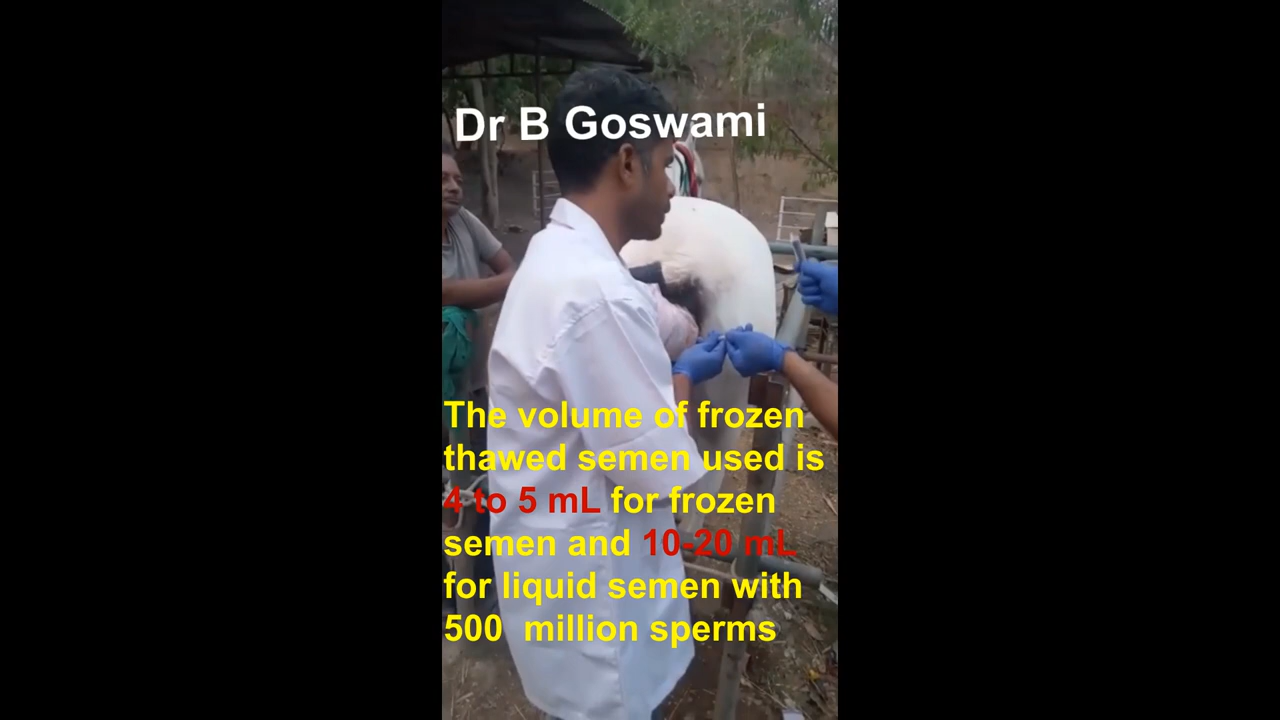 Dr B Goswami
The volume of frozen
thawed semen used is
4 to 5 mL for frozen
semen and 10-20 mL
for liquid semen with
500 million sperms